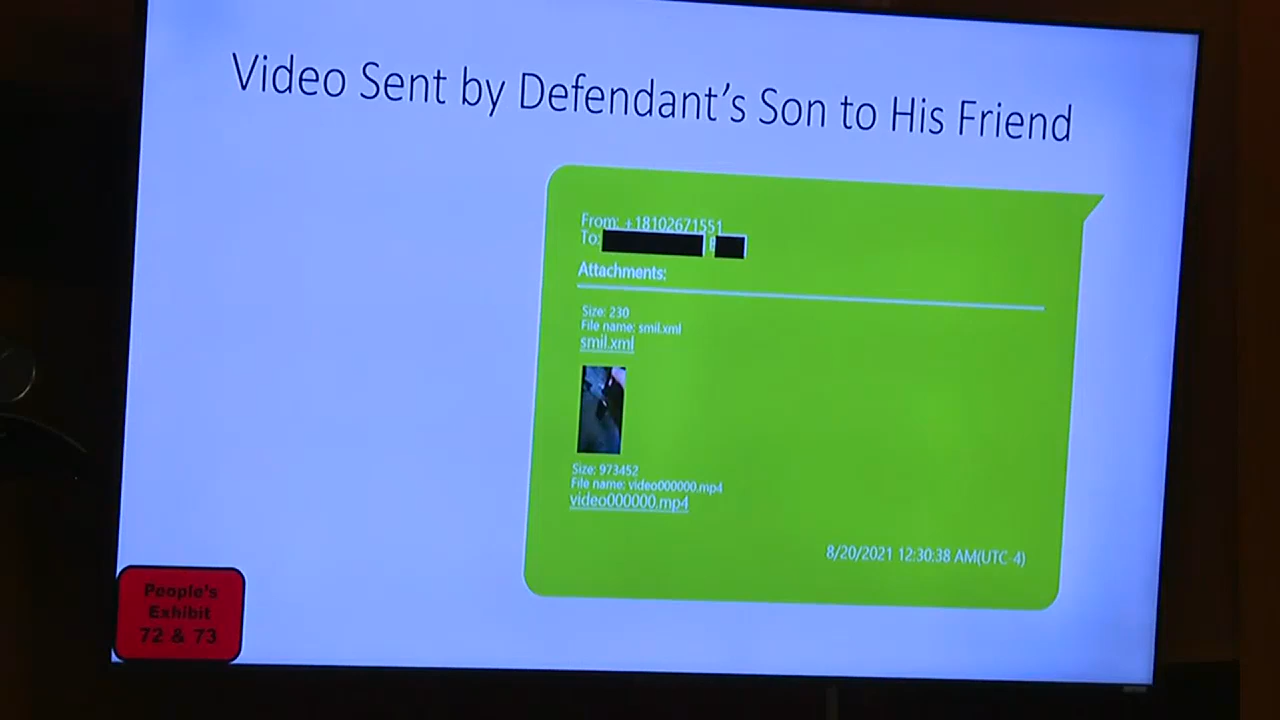 Video Sent by Defendant's Son to His Friend
From: +18102671551
To:
Attachments:
Size: 230
File name: smil.xml
smil.xml
Size: 973452
File name: video000000.mp4
video000000.mp4
8/20/2021 12:30:38 AM(UTC-4)
People's
Exhibit
72 & 73